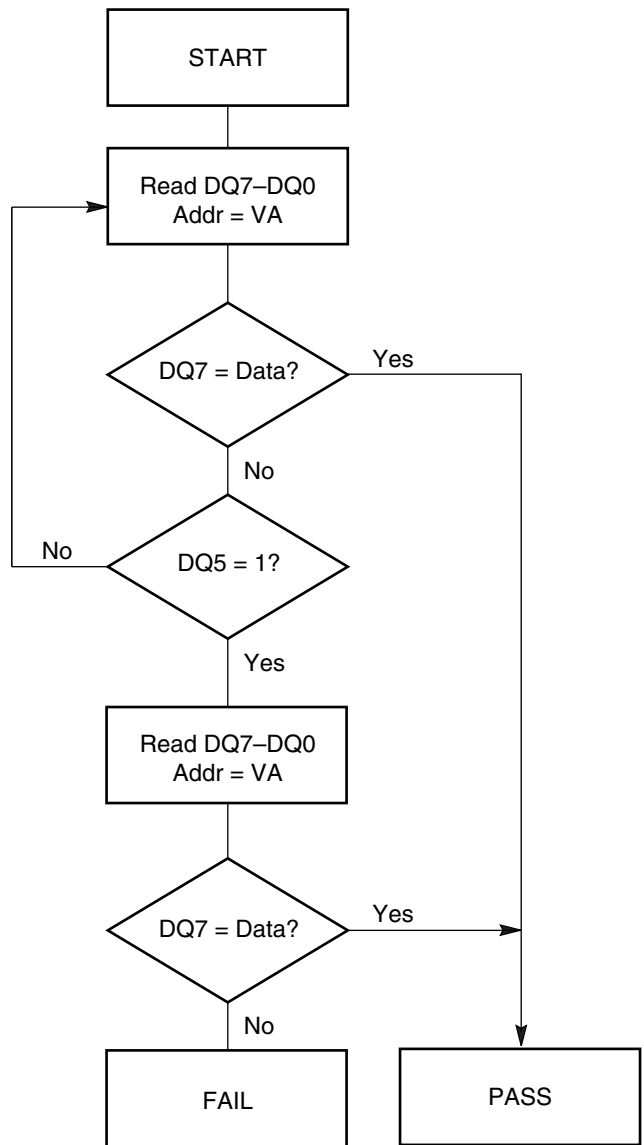 START
Read DQ7–DQ0
Addr = VA
DQ7 = Data?
Yes
No
No
DQ5 = 1?
Yes
Read DQ7–DQ0
Addr = VA
DQ7 = Data?
Yes
No
FAIL
PASS